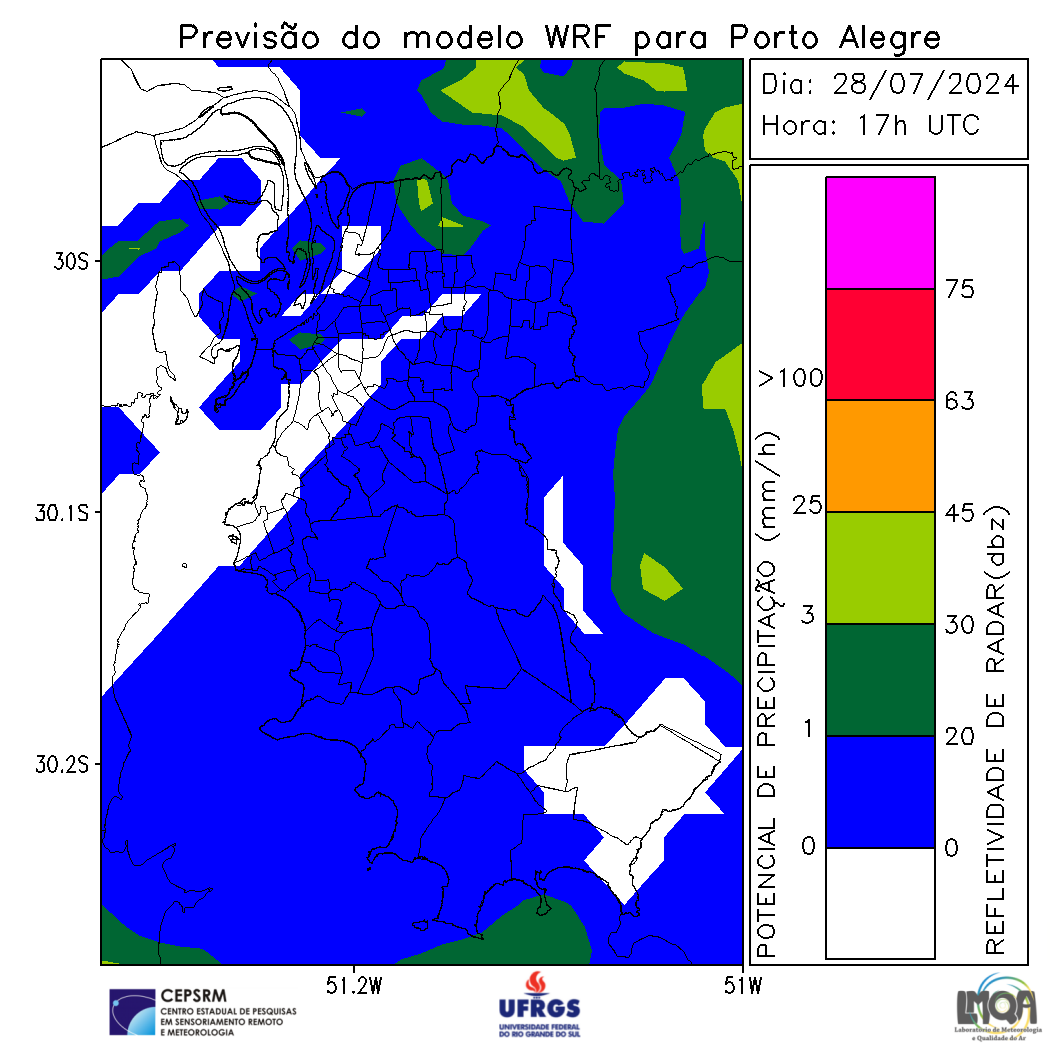 Previsão do modelo WRF para Porto Alegre
Dia: 28/07/2024
Hora: 17h UTC
30S
30.1S
30.2S
51.2W
51W
POTENCIAL DE PRECIPITAÇÃO (mm/h)
>100
25
3
1
0
75
63
45
30
20
0
REFLETIVIDADE DE RADAR(dbz)
CEPSRM
CENTRO ESTADUAL DE PESQUISAS
EM SENSORIAMENTO REMOTO
E METEOROLOGIA
UFRGS
UNIVERSIDADE FEDERAL
DO RIO GRANDE DO SUL
LMQA
Laboratório de Meteorologia
e Qualidade do Ar